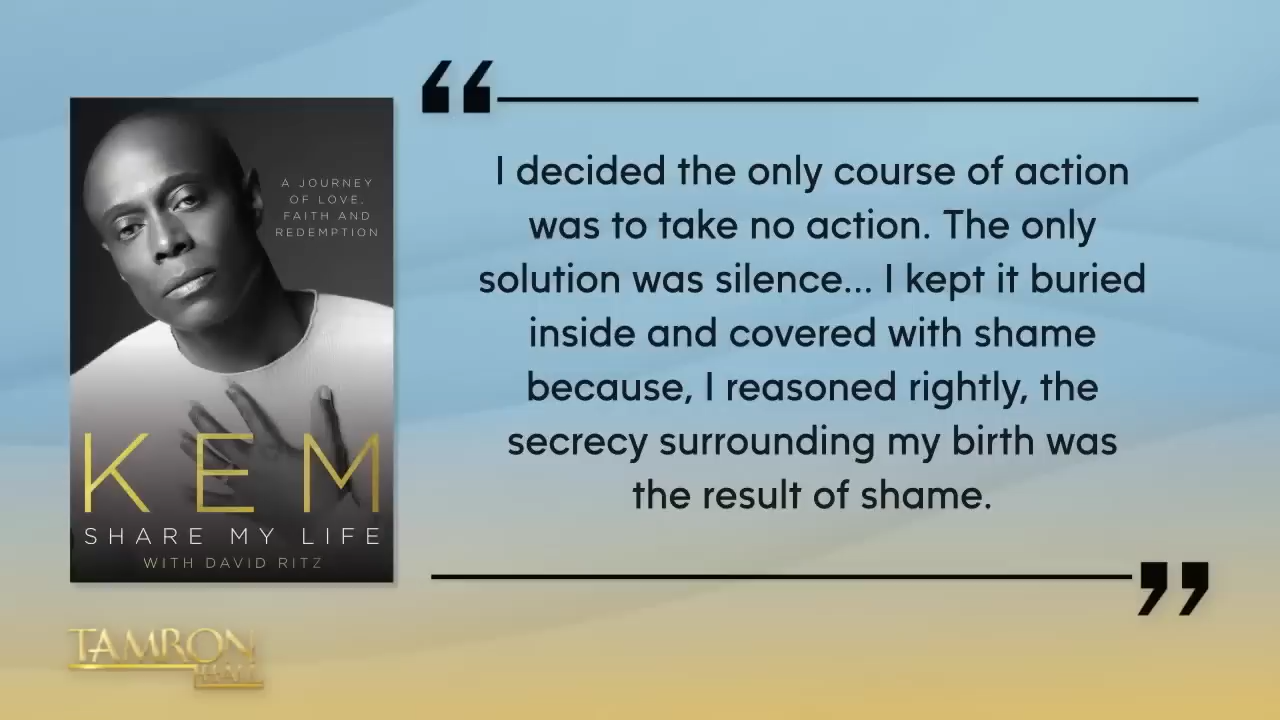 A JOURNEY
OF LOVE,
FAITH AND
REDEMPTION
KEM
SHARE MY LIFE
WITH DAVID RITZ
“
I decided the only course of action
was to take no action. The only
solution was silence... I kept it buried
inside and covered with shame
because, I reasoned rightly, the
secrecy surrounding my birth was
the result of shame.
”
TAMRON
HALL